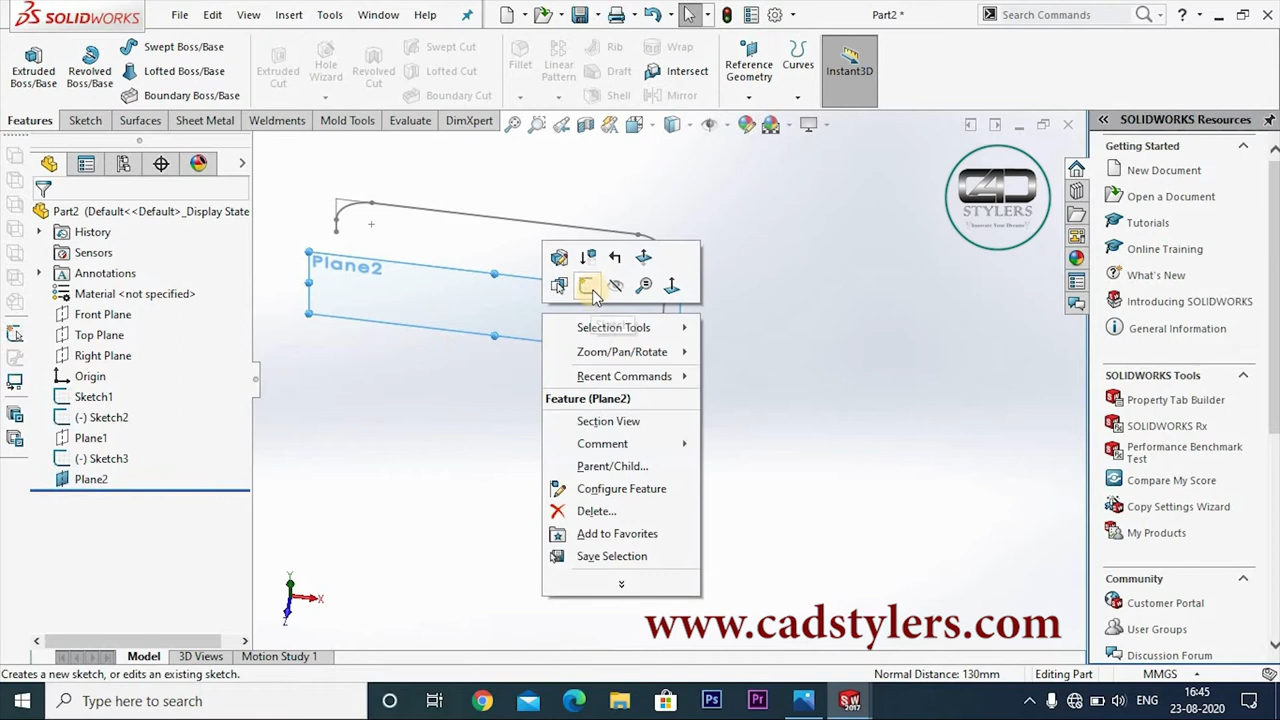 SOLIDWORKS
File Edit View Insert Tools Window Help
Part2 *
Search Commands
?
Extruded Boss/Base
Revolved Boss/Base
Swept Boss/Base
Lofted Boss/Base
Boundary Boss/Base
Extruded Cut
Hole Wizard
Revolved Cut
Swept Cut
Lofted Cut
Boundary Cut
Fillet
Linear Pattern
Rib
Draft
Shell
Wrap
Intersect
Mirror
Reference Geometry
Curves
Instant3D
Features Sketch Surfaces Sheet Metal Weldments Mold Tools Evaluate DimXpert
Part2 (Default<<Default>_Display State
History
Sensors
Annotations
Material <not specified>
Front Plane
Top Plane
Right Plane
Origin
Sketch1
(-) Sketch2
Plane1
(-) Sketch3
Plane2
Plane2
Selection Tools
Zoom/Pan/Rotate
Recent Commands
Feature (Plane2)
Section View
Comment
Parent/Child...
Configure Feature
Delete...
Add to Favorites
Save Selection
Y
X
Z
CAD
STYLERS
www.cadstylers.com
SOLIDWORKS Resources
Getting Started
New Document
Open a Document
Tutorials
Online Training
What's New
Introducing SOLIDWORKS
General Information
SOLIDWORKS Tools
Property Tab Builder
SOLIDWORKS Rx
Performance Benchmark Test
Compare My Score
Copy Settings Wizard
My Products
Community
Customer Portal
User Groups
Discussion Forum
Model 3D Views Motion Study 1
Creates a new sketch, or edits an existing sketch.
Normal Distance: 130mm Editing Part MMGS
Type here to search
Ps
Pr
SW
2017
16:45
23-08-2020